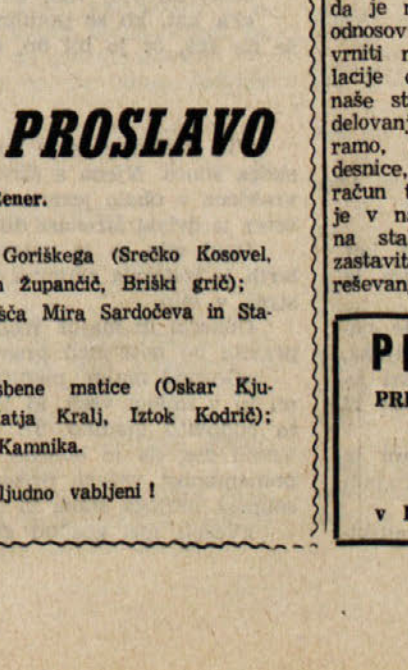 PROSLAVO
ener.
Goriškega (Srečko Kosovel,
Župančič, Briški grič);
šča Mira Sardočeva in Sta-
sbene matice (Oskar Kju-
atja Kralj, Iztok Kodrič);
Kamnika.
ljudno vabljeni !
da je
odnosov
vrniti
lacije
naše st
delovanj
ramo,
desnice,
račun t
je v n
na sta
zastavit
reševan
P
PRI
v